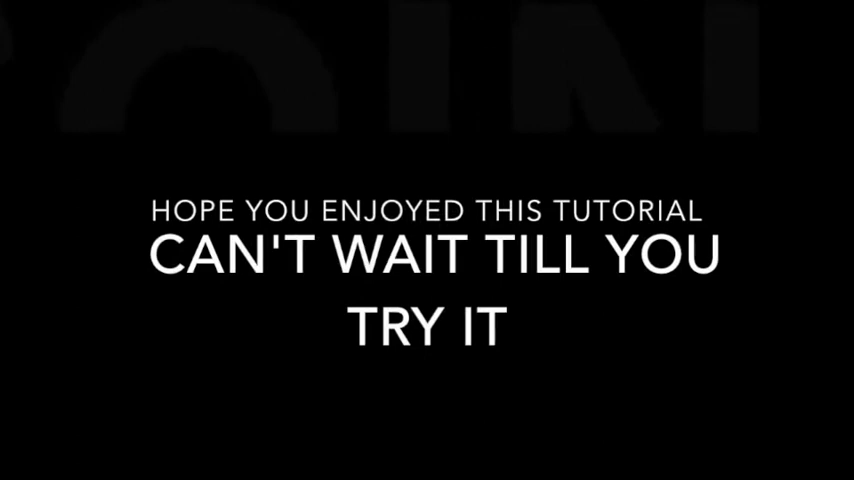 HOPE YOU ENJOYED THIS TUTORIAL
CAN'T WAIT TILL YOU
TRY IT